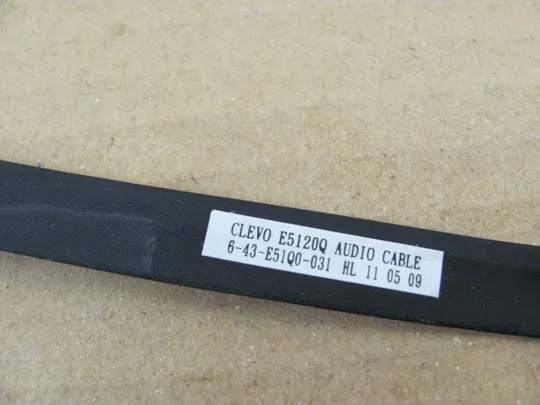 CLEVO E5120Q AUDIO CABLE
6-43-E51Q0-031 HL 11 05 09